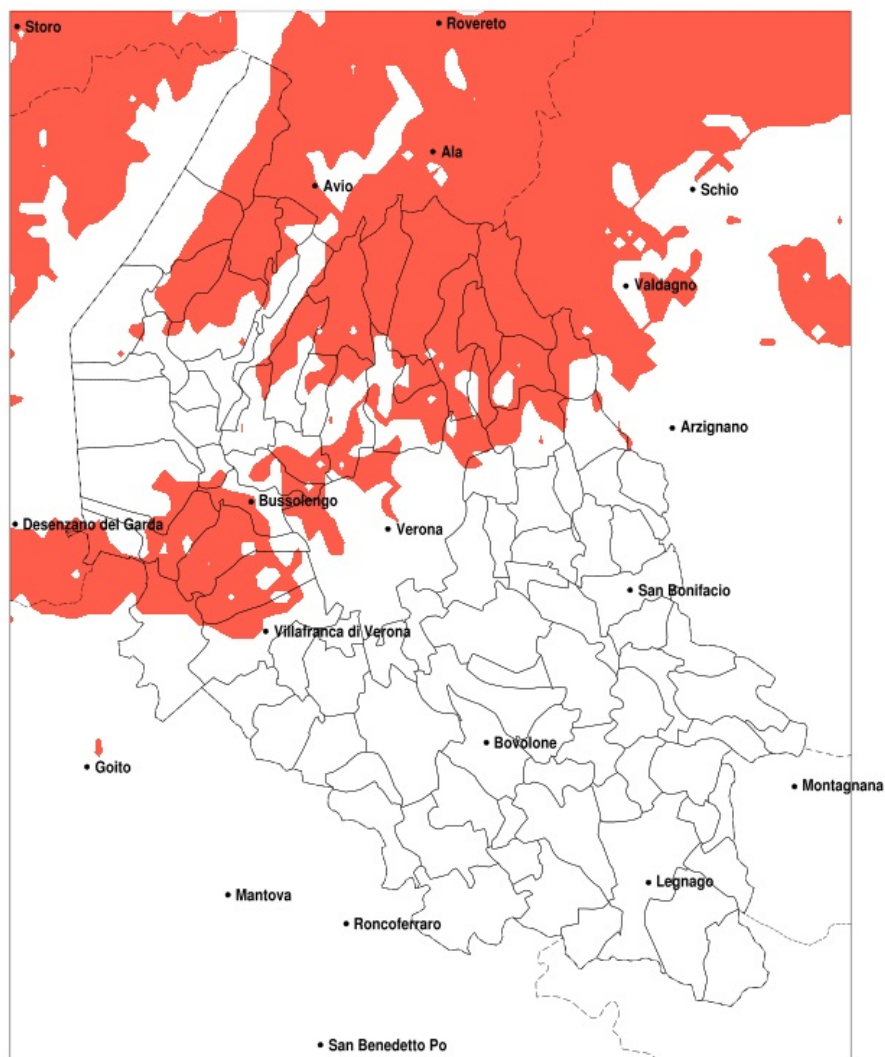 Storo
Rovereto
Ala
Avio
Schio
Valdagno
Arzignano
Bussolengo
Desenzano del Garda
Verona
San Bonifacio
Villafranca di Verona
Bovolone
Goito
Montagnana
Legnago
Mantova
Roncoferraro
San Benedetto Po